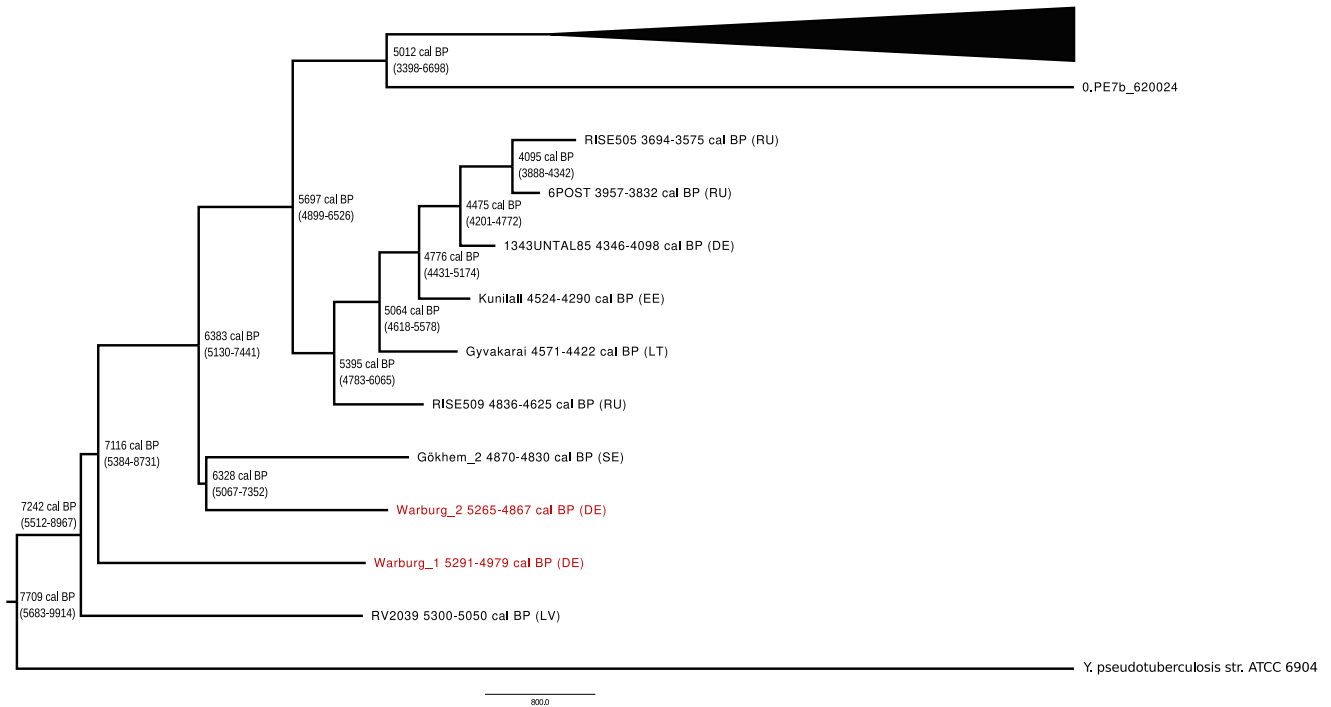 5012 cal BP
(3398-6698)
0.PE7b_620024
RISE505 3694-3575 cal BP (RU)
4095 cal BP
(3888-4342)
6POST 3957-3832 cal BP (RU)
5697 cal BP
(4899-6526)
4475 cal BP
(4201-4772)
1343UNTAL85 4346-4098 cal BP (DE)
4776 cal BP
(4431-5174)
Kunilall 4524-4290 cal BP (EE)
5064 cal BP
(4618-5578)
6383 cal BP
(5130-7441)
Gyvakarai 4571-4422 cal BP (LT)
5395 cal BP
(4783-6065)
RISE509 4836-4625 cal BP (RU)
7116 cal BP
(5384-8731)
Gökhem_2 4870-4830 cal BP (SE)
6328 cal BP
(5067-7352)
7242 cal BP
(5512-8967)
Warburg_2 5265-4867 cal BP (DE)
Warburg_1 5291-4979 cal BP (DE)
7709 cal BP
(5683-9914)
RV2039 5300-5050 cal BP (LV)
Y. pseudotuberculosis str. ATCC 6904
800.0